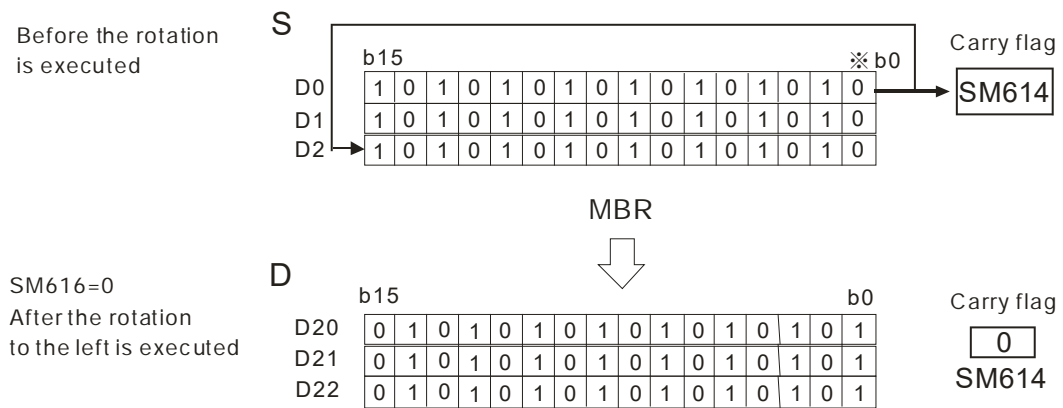 Before the rotation
is executed
S
b15
※ b0
Carry flag
D0 1 0 1 0 1 0 1 0 1 0 1 0 1 0 1 0
SM614
D1 1 0 1 0 1 0 1 0 1 0 1 0 1 0 1 0
D2 1 0 1 0 1 0 1 0 1 0 1 0 1 0 1 0
MBR
SM616=0
After the rotation
to the left is executed
D
b15
b0
Carry flag
D20 0 1 0 1 0 1 0 1 0 1 0 1 0 1 0 1
D21 0 1 0 1 0 1 0 1 0 1 0 1 0 1 0 1
D22 0 1 0 1 0 1 0 1 0 1 0 1 0 1 0 1
0
SM614